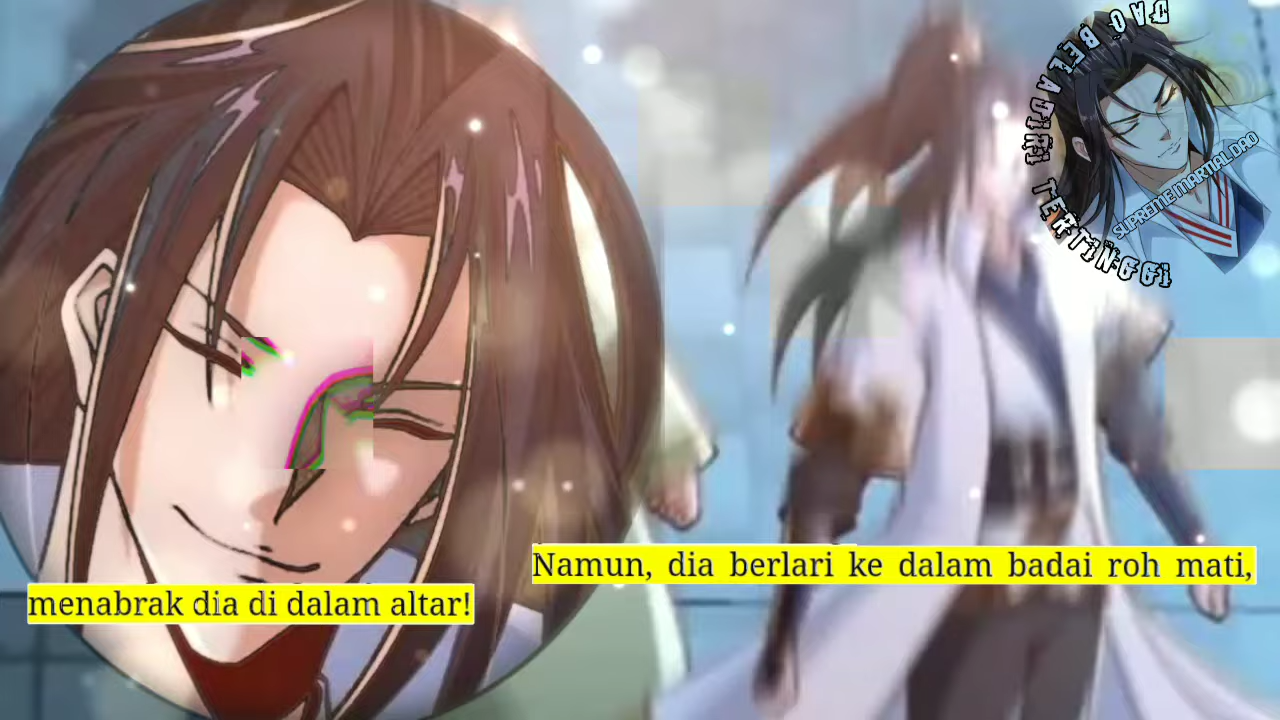 DAO BELADIRI TERTINGGI
SUPREME MARTIAL DAO
Namun, dia berlari ke dalam badai roh mati,
menabrak dia di dalam altar!